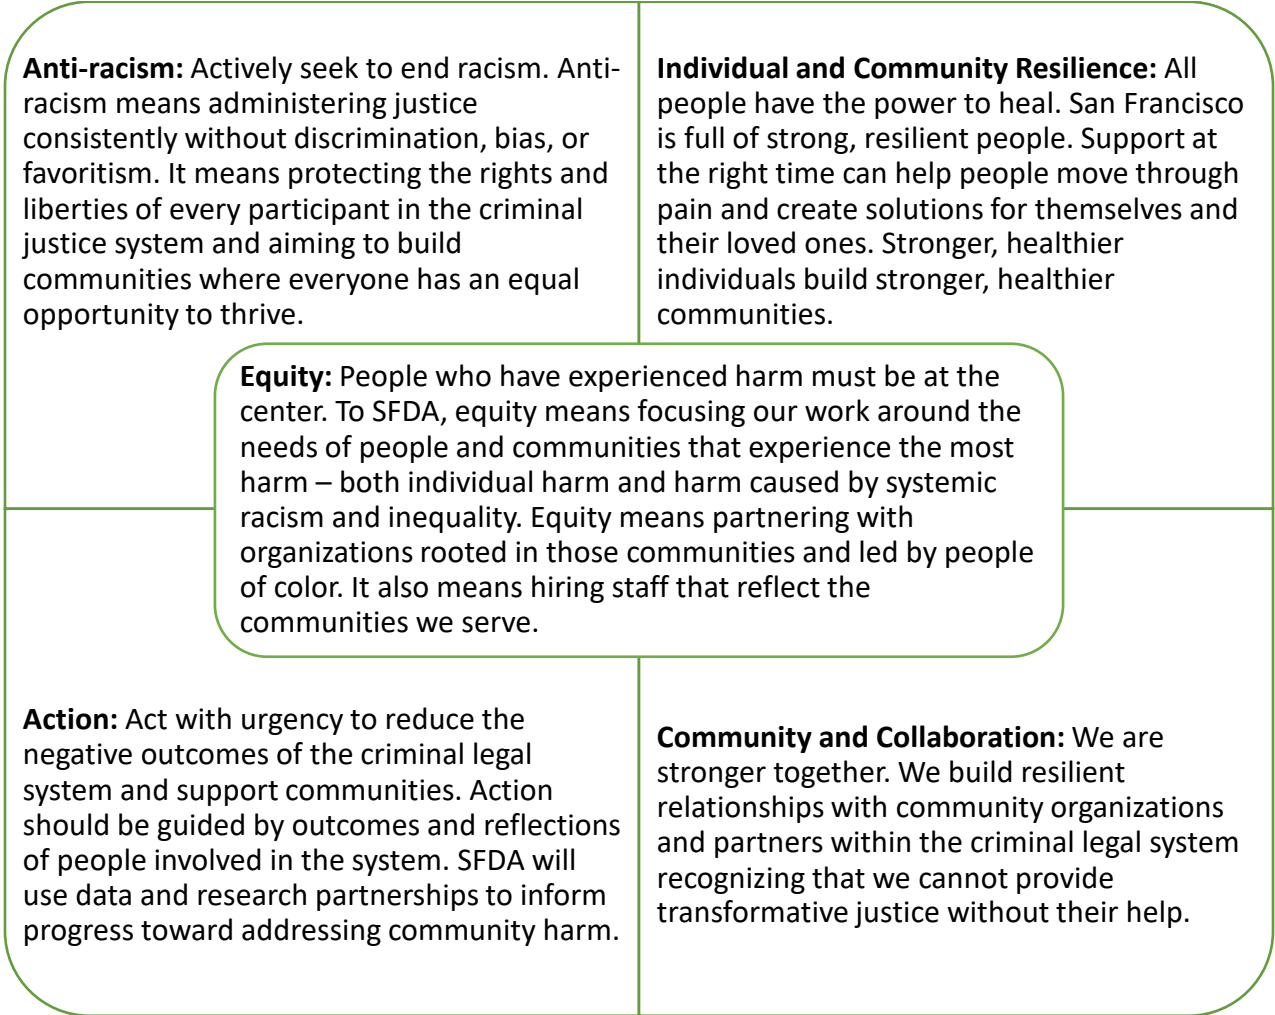 Anti-racism: Actively seek to end racism. Anti-
racism means administering justice
consistently without discrimination, bias, or
favoritism. It means protecting the rights and
liberties of every participant in the criminal
justice system and aiming to build
communities where everyone has an equal
opportunity to thrive.
Individual and Community Resilience: All
people have the power to heal. San Francisco
is full of strong, resilient people. Support at
the right time can help people move through
pain and create solutions for themselves and
their loved ones. Stronger, healthier
individuals build stronger, healthier
communities.
Equity: People who have experienced harm must be at the
center. To SFDA, equity means focusing our work around the
needs of people and communities that experience the most
harm – both individual harm and harm caused by systemic
racism and inequality. Equity means partnering with
organizations rooted in those communities and led by people
of color. It also means hiring staff that reflect the
communities we serve.
Action: Act with urgency to reduce the
negative outcomes of the criminal legal
system and support communities. Action
should be guided by outcomes and reflections
of people involved in the system. SFDA will
use data and research partnerships to inform
progress toward addressing community harm.
Community and Collaboration: We are
stronger together. We build resilient
relationships with community organizations
and partners within the criminal legal system
recognizing that we cannot provide
transformative justice without their help.